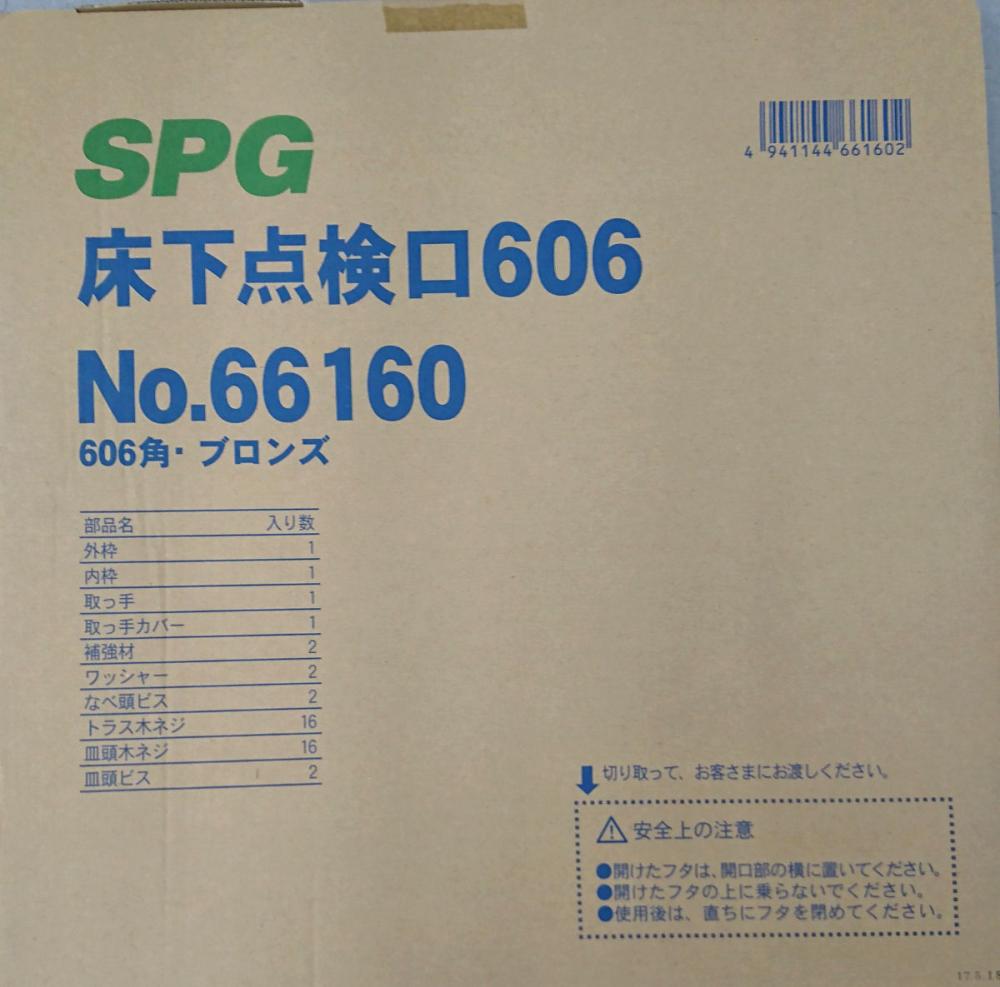 SPG
4 941144 661602
床下点検口606
No.66160
606角・ブロンズ
部品名 入り数
外枠 1
内枠 1
取っ手 1
取っ手カバー 1
補強材 2
ワッシャー 2
なべ頭ビス 2
トラス木ネジ 16
皿頭木ネジ 16
皿頭ビス 2
切り取って、お客さまにお渡しください。
安全上の注意
●開けたフタは、開口部の横に置いてください。
●開けたフタの上に乗らないでください。
●使用後は、直ちにフタを閉めてください。